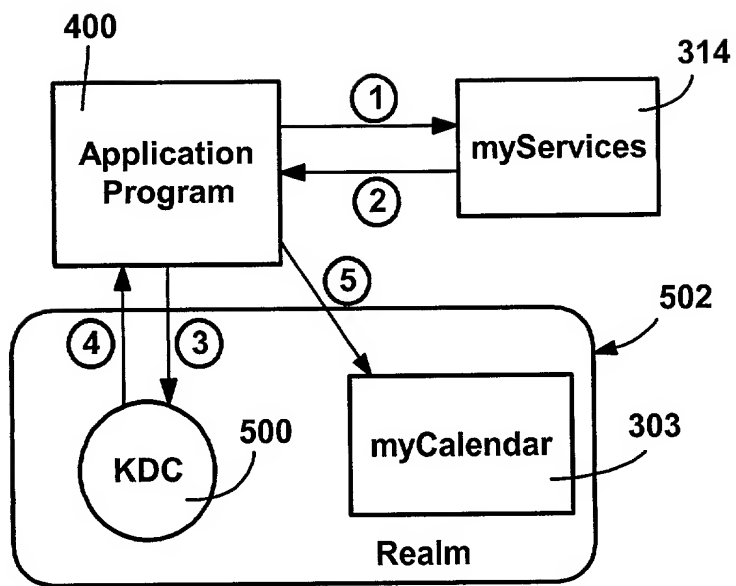 400
314
Application
Program
1
myServices
2
5
502
4
3
500
KDC
myCalendar
303
Realm